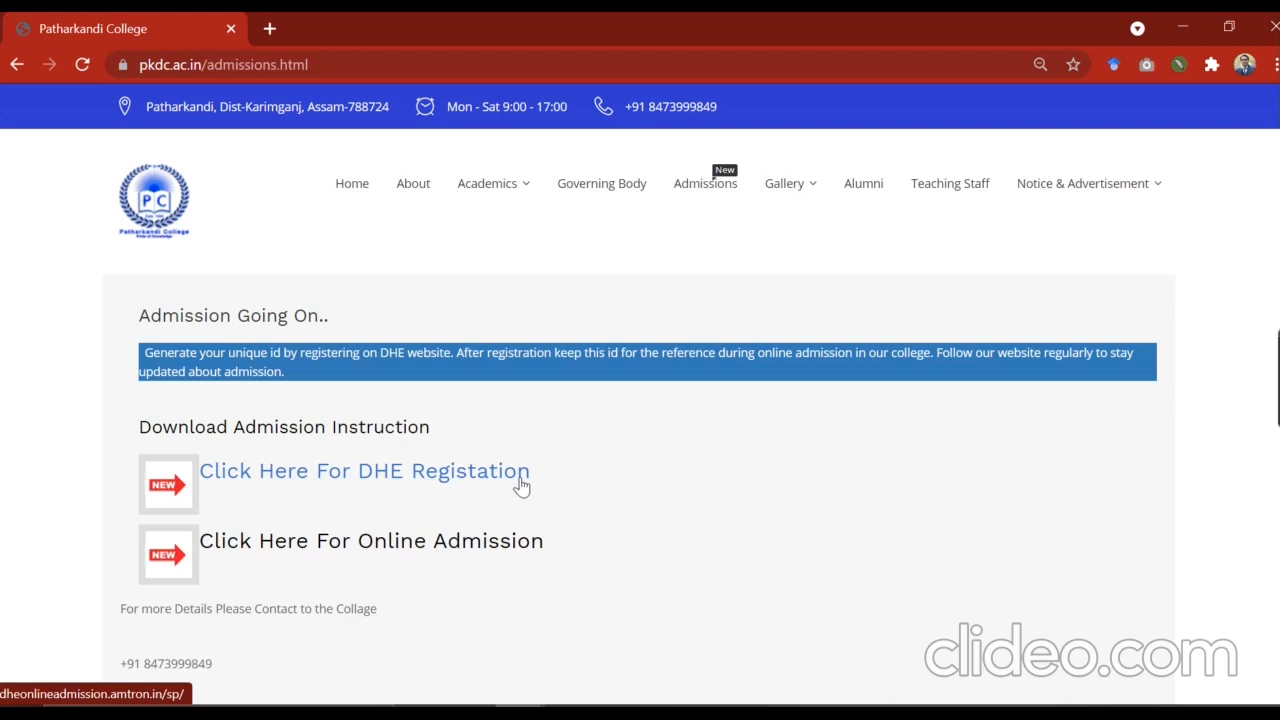 Patharkandi College
pkdc.ac.in/admissions.html
Patharkandi, Dist-Karimganj, Assam-788724
Mon - Sat 9:00 - 17:00
+91 8473999849
New
Home
About
Academics
Governing Body
Admissions
Gallery
Alumni
Teaching Staff
Notice & Advertisement
P C
Patharkandi College
Admission Going On..
Generate your unique id by registering on DHE website. After registration keep this id for the reference during online admission in our college. Follow our website regularly to stay
updated about admission.
Download Admission Instruction
NEW
Click Here For DHE Registation
NEW
Click Here For Online Admission
For more Details Please Contact to the Collage
+91 8473999849
clideo.com
dheonlineadmission.amtron.in/sp/